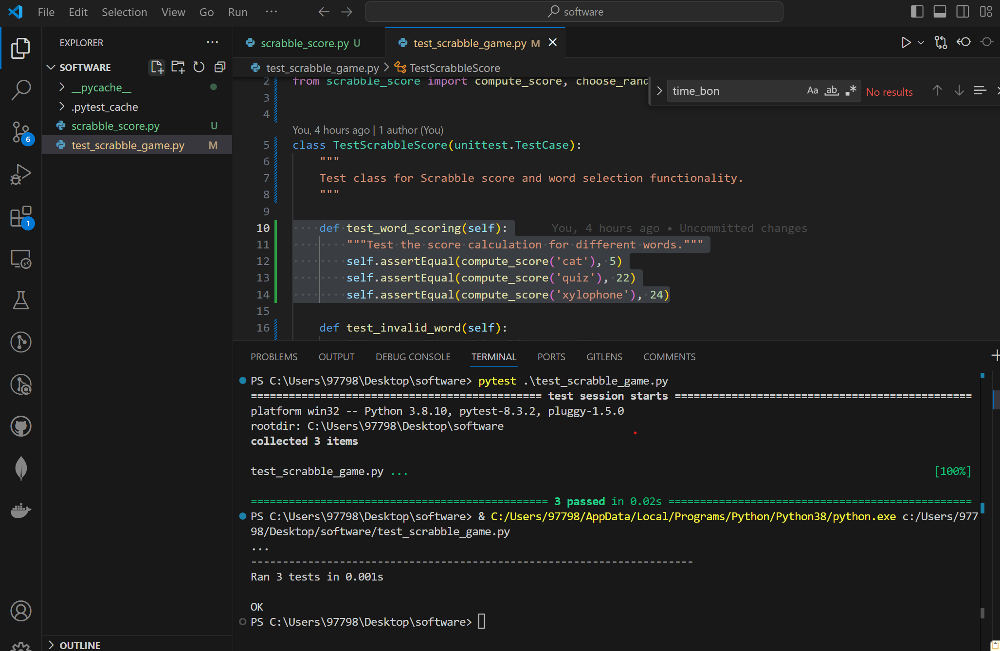 File Edit Selection View Go Run ··· software
EXPLORER ···
SOFTWARE
__pycache__
.pytest_cache
scrabble_score.py U
test_scrabble_game.py M
6
1
OUTLINE
scrabble_score.py U test_scrabble_game.py M
test_scrabble_game.py > TestScrabbleScore
time_bon Aa ab No results
2 from scrabble_score import compute_score, choose_rand
3
4
You, 4 hours ago | 1 author (You)
5 class TestScrabbleScore(unittest.TestCase):
6 """
7 Test class for Scrabble score and word selection functionality.
8 """
9
10 def test_word_scoring(self): You, 4 hours ago • Uncommitted changes
11 """Test the score calculation for different words."""
12 self.assertEqual(compute_score('cat'), 5)
13 self.assertEqual(compute_score('quiz'), 22)
14 self.assertEqual(compute_score('xylophone'), 24)
15
16 def test_invalid_word(self):
PROBLEMS OUTPUT DEBUG CONSOLE TERMINAL PORTS GITLENS COMMENTS
PS C:\Users\97798\Desktop\software> pytest .\test_scrabble_game.py
============================================== test session starts ===============================================
platform win32 -- Python 3.8.10, pytest-8.3.2, pluggy-1.5.0
rootdir: C:\Users\97798\Desktop\software
collected 3 items
test_scrabble_game.py ... [100%]
=============================================== 3 passed in 0.02s ================================================
PS C:\Users\97798\Desktop\software> & C:/Users/97798/AppData/Local/Programs/Python/Python38/python.exe c:/Users/977
98/Desktop/software/test_scrabble_game.py
...
----------------------------------------------------------------------
Ran 3 tests in 0.001s
OK
PS C:\Users\97798\Desktop\software>